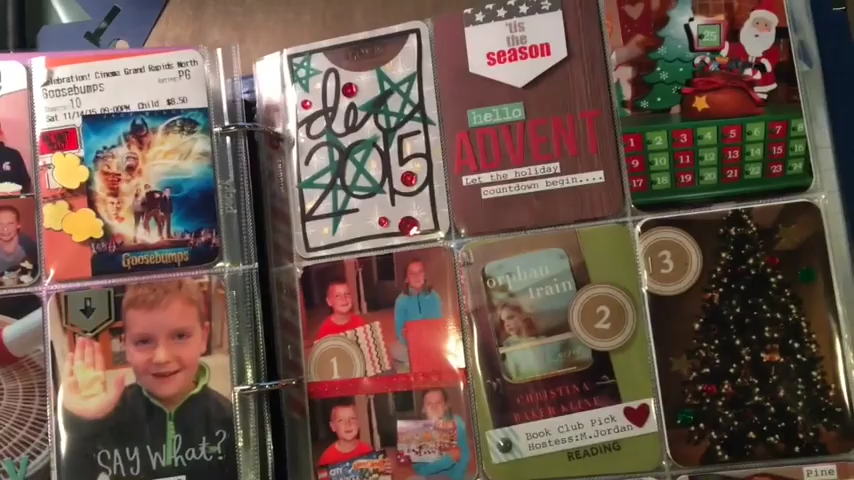 Celebration! Cinema Grand Rapids North
Goosebumps
Rating: PG
10
Sat 11/14/15 09:00PM Child $8.50
Goosebumps
SAY What?
dec
2015
'tis
the
season
hello
ADVENT
Let the holiday
countdown begin....
25
1 2 3 4 5 6 7 8
9 10 11 12 13 14 15 16
17 18 19 20 21 22 23 24
1
orphan
train
2
CHRISTINA
BAKER KLINE
Book Club Pick
Hostess:M.Jordan
READING
3
Pine